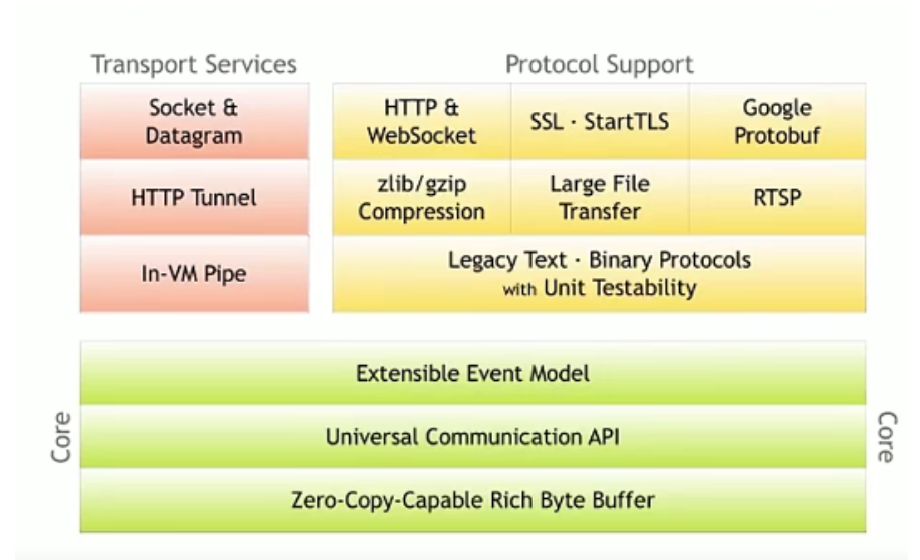 Transport Services
Socket &
Datagram
HTTP Tunnel
In-VM Pipe
Protocol Support
HTTP &
WebSocket
SSL · StartTLS
Google
Protobuf
zlib/gzip
Compression
Large File
Transfer
RTSP
Legacy Text · Binary Protocols
with Unit Testability
Core
Extensible Event Model
Universal Communication API
Zero-Copy-Capable Rich Byte Buffer
Core